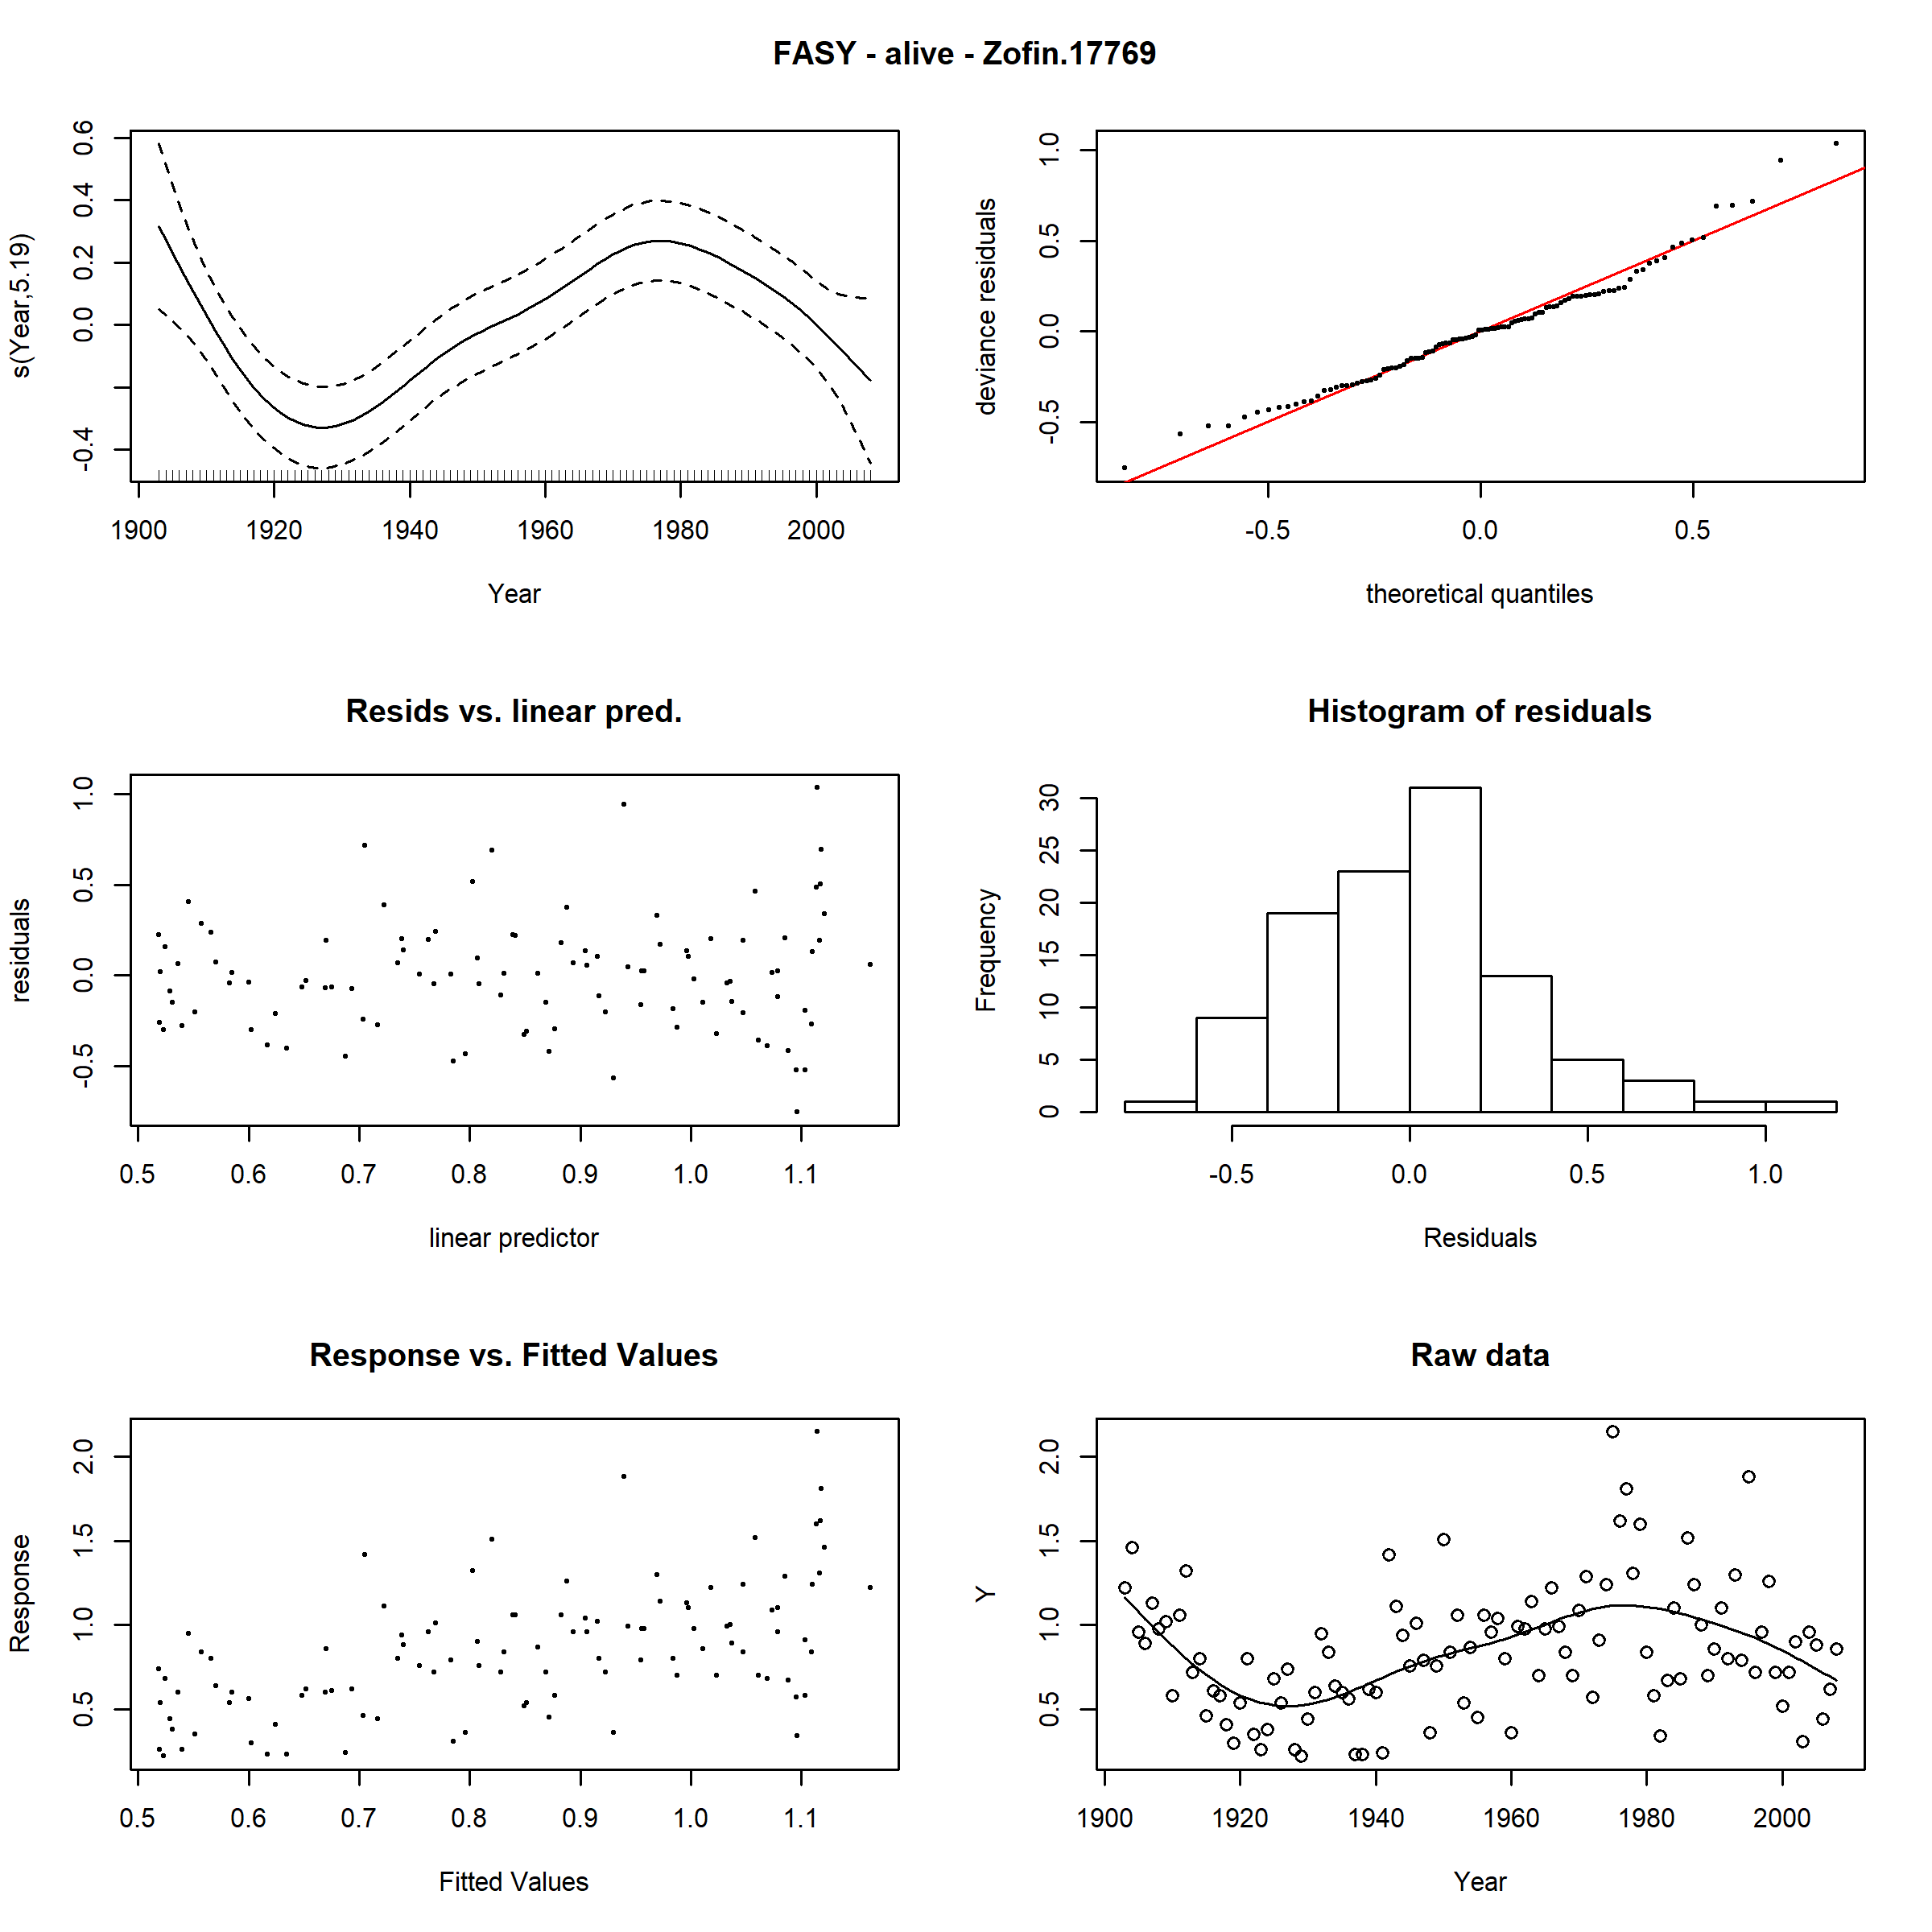 FASY - alive - Zofin.17769
s(Year,5.19)
-0.4 0.0 0.2 0.4 0.6
1900 1920 1940 1960 1980 2000
Year
deviance residuals
-0.5 0.0 0.5 1.0
-0.5 0.0 0.5
theoretical quantiles
Resids vs. linear pred.
residuals
-0.5 0.0 0.5 1.0
0.5 0.6 0.7 0.8 0.9 1.0 1.1
linear predictor
Histogram of residuals
Frequency
0 5 10 15 20 25 30
-0.5 0.0 0.5 1.0
Residuals
Response vs. Fitted Values
Response
0.5 1.0 1.5 2.0
0.5 0.6 0.7 0.8 0.9 1.0 1.1
Fitted Values
Raw data
Y
0.5 1.0 1.5 2.0
1900 1920 1940 1960 1980 2000
Year